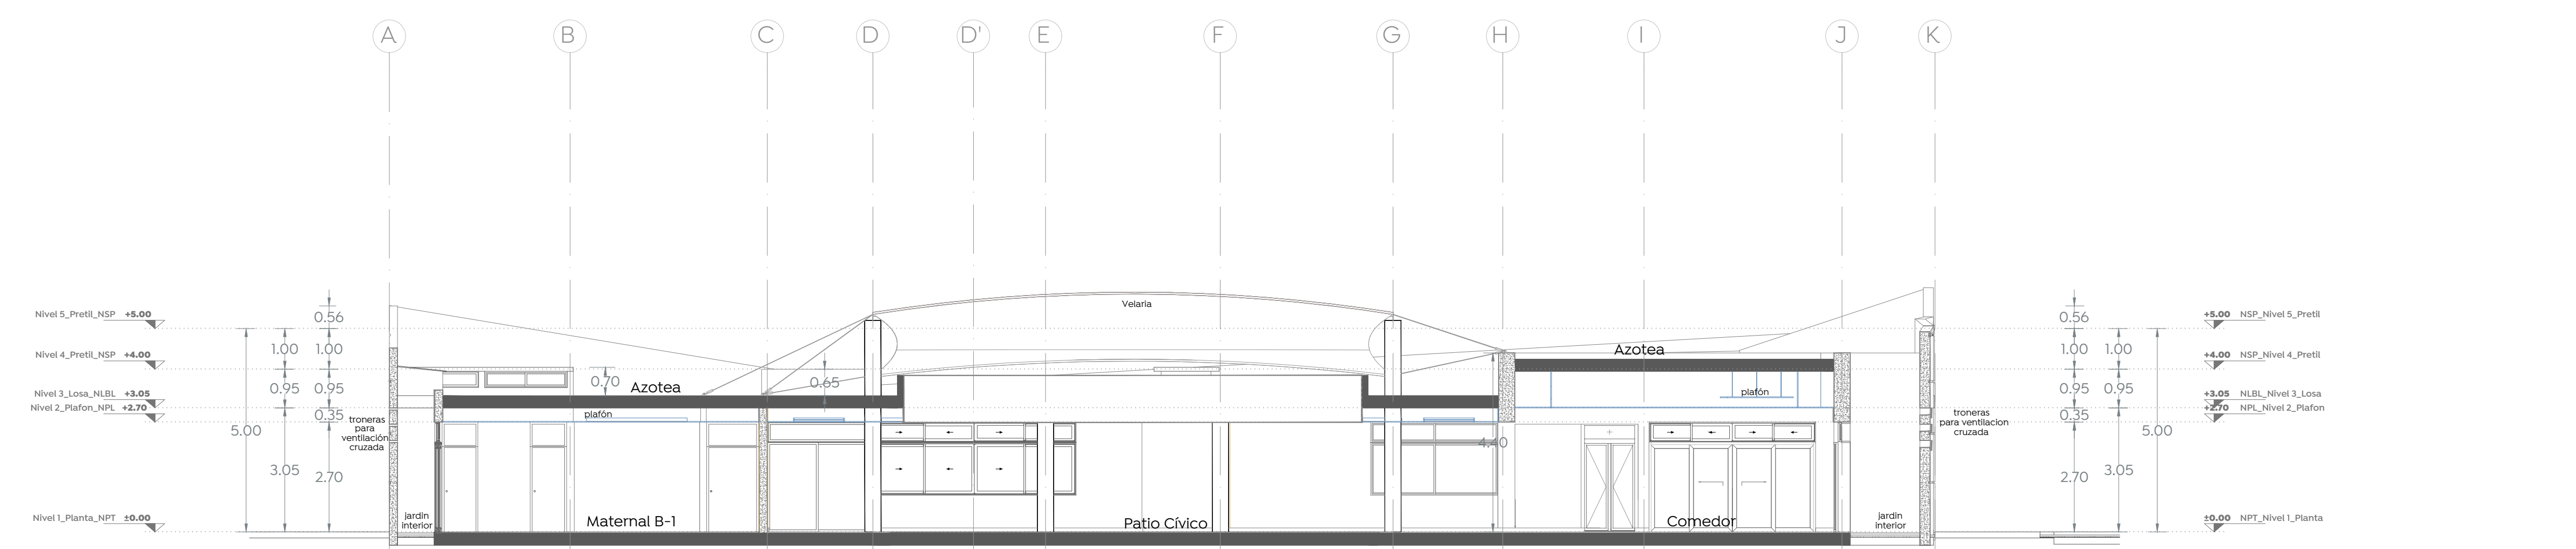 A B C D D' E F G H I J K
Velaria
Nivel 5_Pretil_NSP +5.00
0.56
0.56
+5.00 NSP_Nivel 5_Pretil
1.00 1.00
Azotea
1.00 1.00
Nivel 4_Pretil_NSP +4.00
+4.00 NSP_Nivel 4_Pretil
0.95 0.95
0.70
Azotea
0.65
plafón
0.95 0.95
Nivel 3_Losa_NLBL +3.05
+3.05 NLBL_Nivel 3_Losa
Nivel 2_Plafon_NPL +2.70
+2.70 NPL_Nivel 2_Plafon
0.35
plafón
0.35
troneras
para
ventilación
cruzada
troneras
para ventilacion
cruzada
5.00
4.40
5.00
3.05
2.70
2.70
3.05
Nivel 1_Planta_NPT ±0.00
jardin
interior
Maternal B-1
Patio Cívico
Comedor
jardin
interior
±0.00 NPT_Nivel 1_Planta